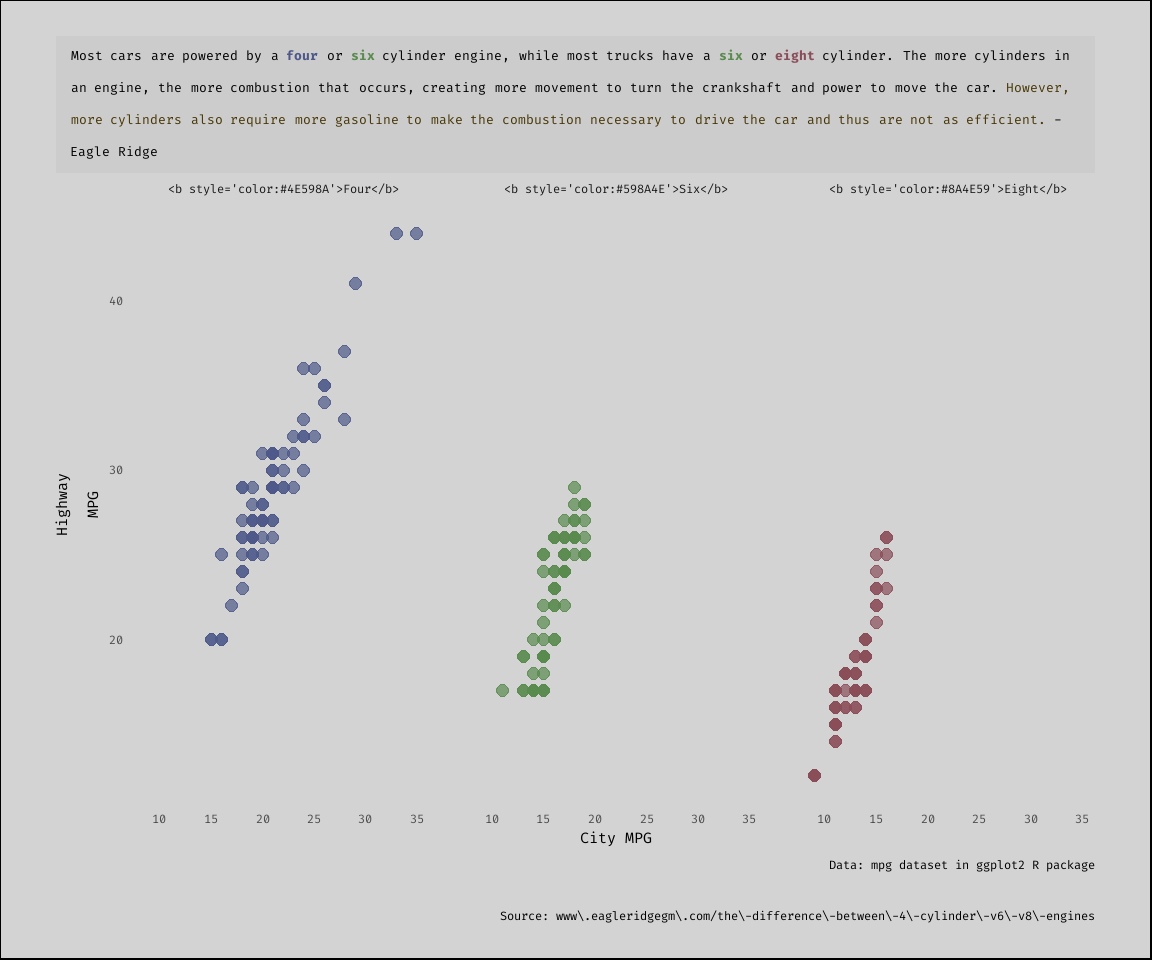 Most cars are powered by a four or six cylinder engine, while most trucks have a six or eight cylinder. The more cylinders in
an engine, the more combustion that occurs, creating more movement to turn the crankshaft and power to move the car. However,
more cylinders also require more gasoline to make the combustion necessary to drive the car and thus are not as efficient. -
Eagle Ridge
<b style='color:#4E598A'>Four</b>
<b style='color:#598A4E'>Six</b>
<b style='color:#8A4E59'>Eight</b>
40
30
20
Highway
MPG
10 15 20 25 30 35
10 15 20 25 30 35
10 15 20 25 30 35
City MPG
Data: mpg dataset in ggplot2 R package
Source: www\.eagleridgegm\.com/the\-difference\-between\-4\-cylinder\-v6\-v8\-engines